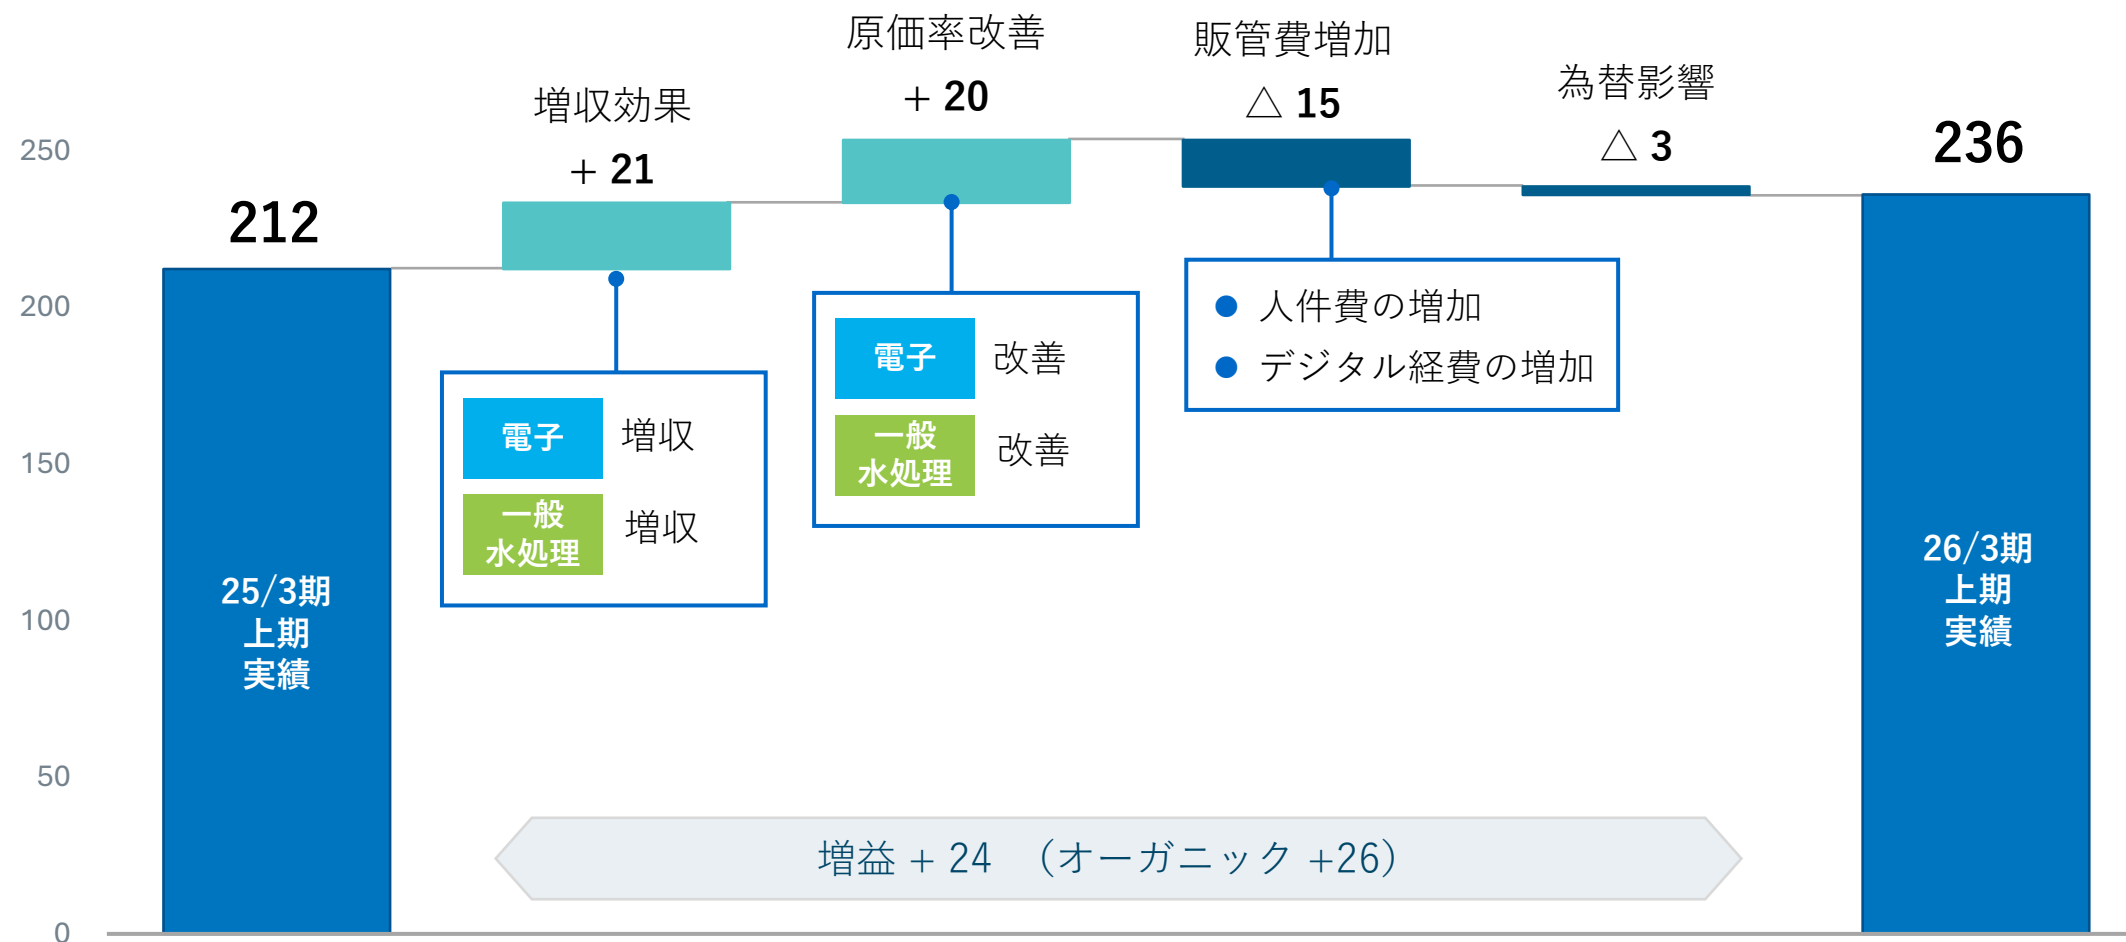 原価率改善
+ 20
販管費増加
△ 15
為替影響
△ 3
増収効果
+ 21
212
236
250
200
150
100
50
0
電子 増収
一般
水処理 増収
電子 改善
一般
水処理 改善
● 人件費の増加
● デジタル経費の増加
25/3期
上期
実績
26/3期
上期
実績
増益 + 24 （オーガニック +26）